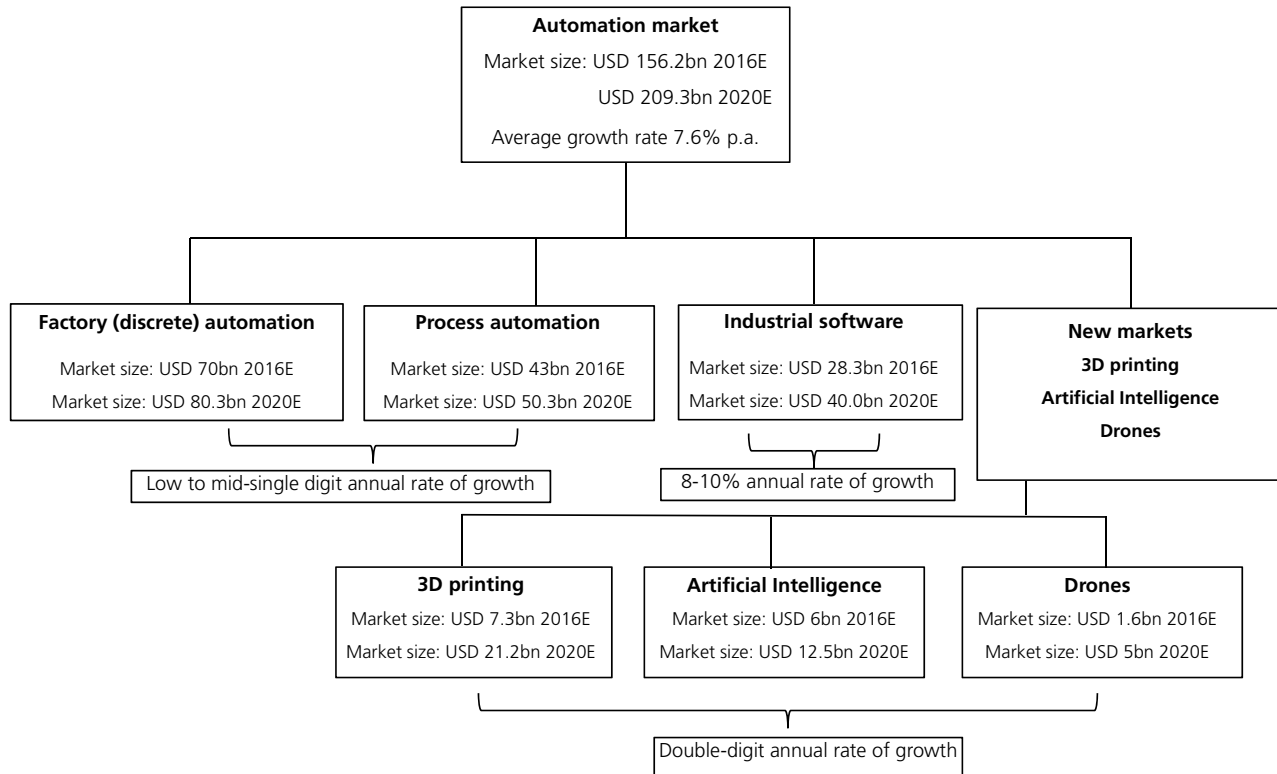 Automation market
Market size: USD 156.2bn 2016E
USD 209.3bn 2020E
Average growth rate 7.6% p.a.
Factory (discrete) automation
Market size: USD 70bn 2016E
Market size: USD 80.3bn 2020E
Process automation
Market size: USD 43bn 2016E
Market size: USD 50.3bn 2020E
Industrial software
Market size: USD 28.3bn 2016E
Market size: USD 40.0bn 2020E
New markets
3D printing
Artificial Intelligence
Drones
Low to mid-single digit annual rate of growth
8-10% annual rate of growth
3D printing
Market size: USD 7.3bn 2016E
Market size: USD 21.2bn 2020E
Artificial Intelligence
Market size: USD 6bn 2016E
Market size: USD 12.5bn 2020E
Drones
Market size: USD 1.6bn 2016E
Market size: USD 5bn 2020E
Double-digit annual rate of growth